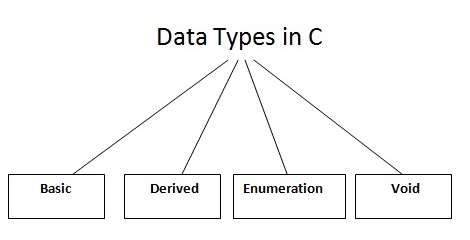 Data Types in C
Basic
Derived
Enumeration
Void